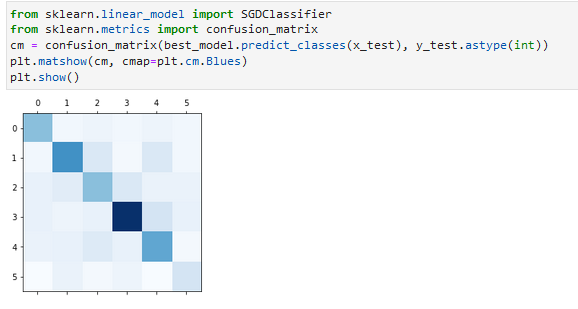 from sklearn.linear_model import SGDClassifier
from sklearn.metrics import confusion_matrix
cm = confusion_matrix(best_model.predict_classes(x_test), y_test.astype(int))
plt.matshow(cm, cmap=plt.cm.Blues)
plt.show()
0 1 2 3 4 5
0
1
2
3
4
5